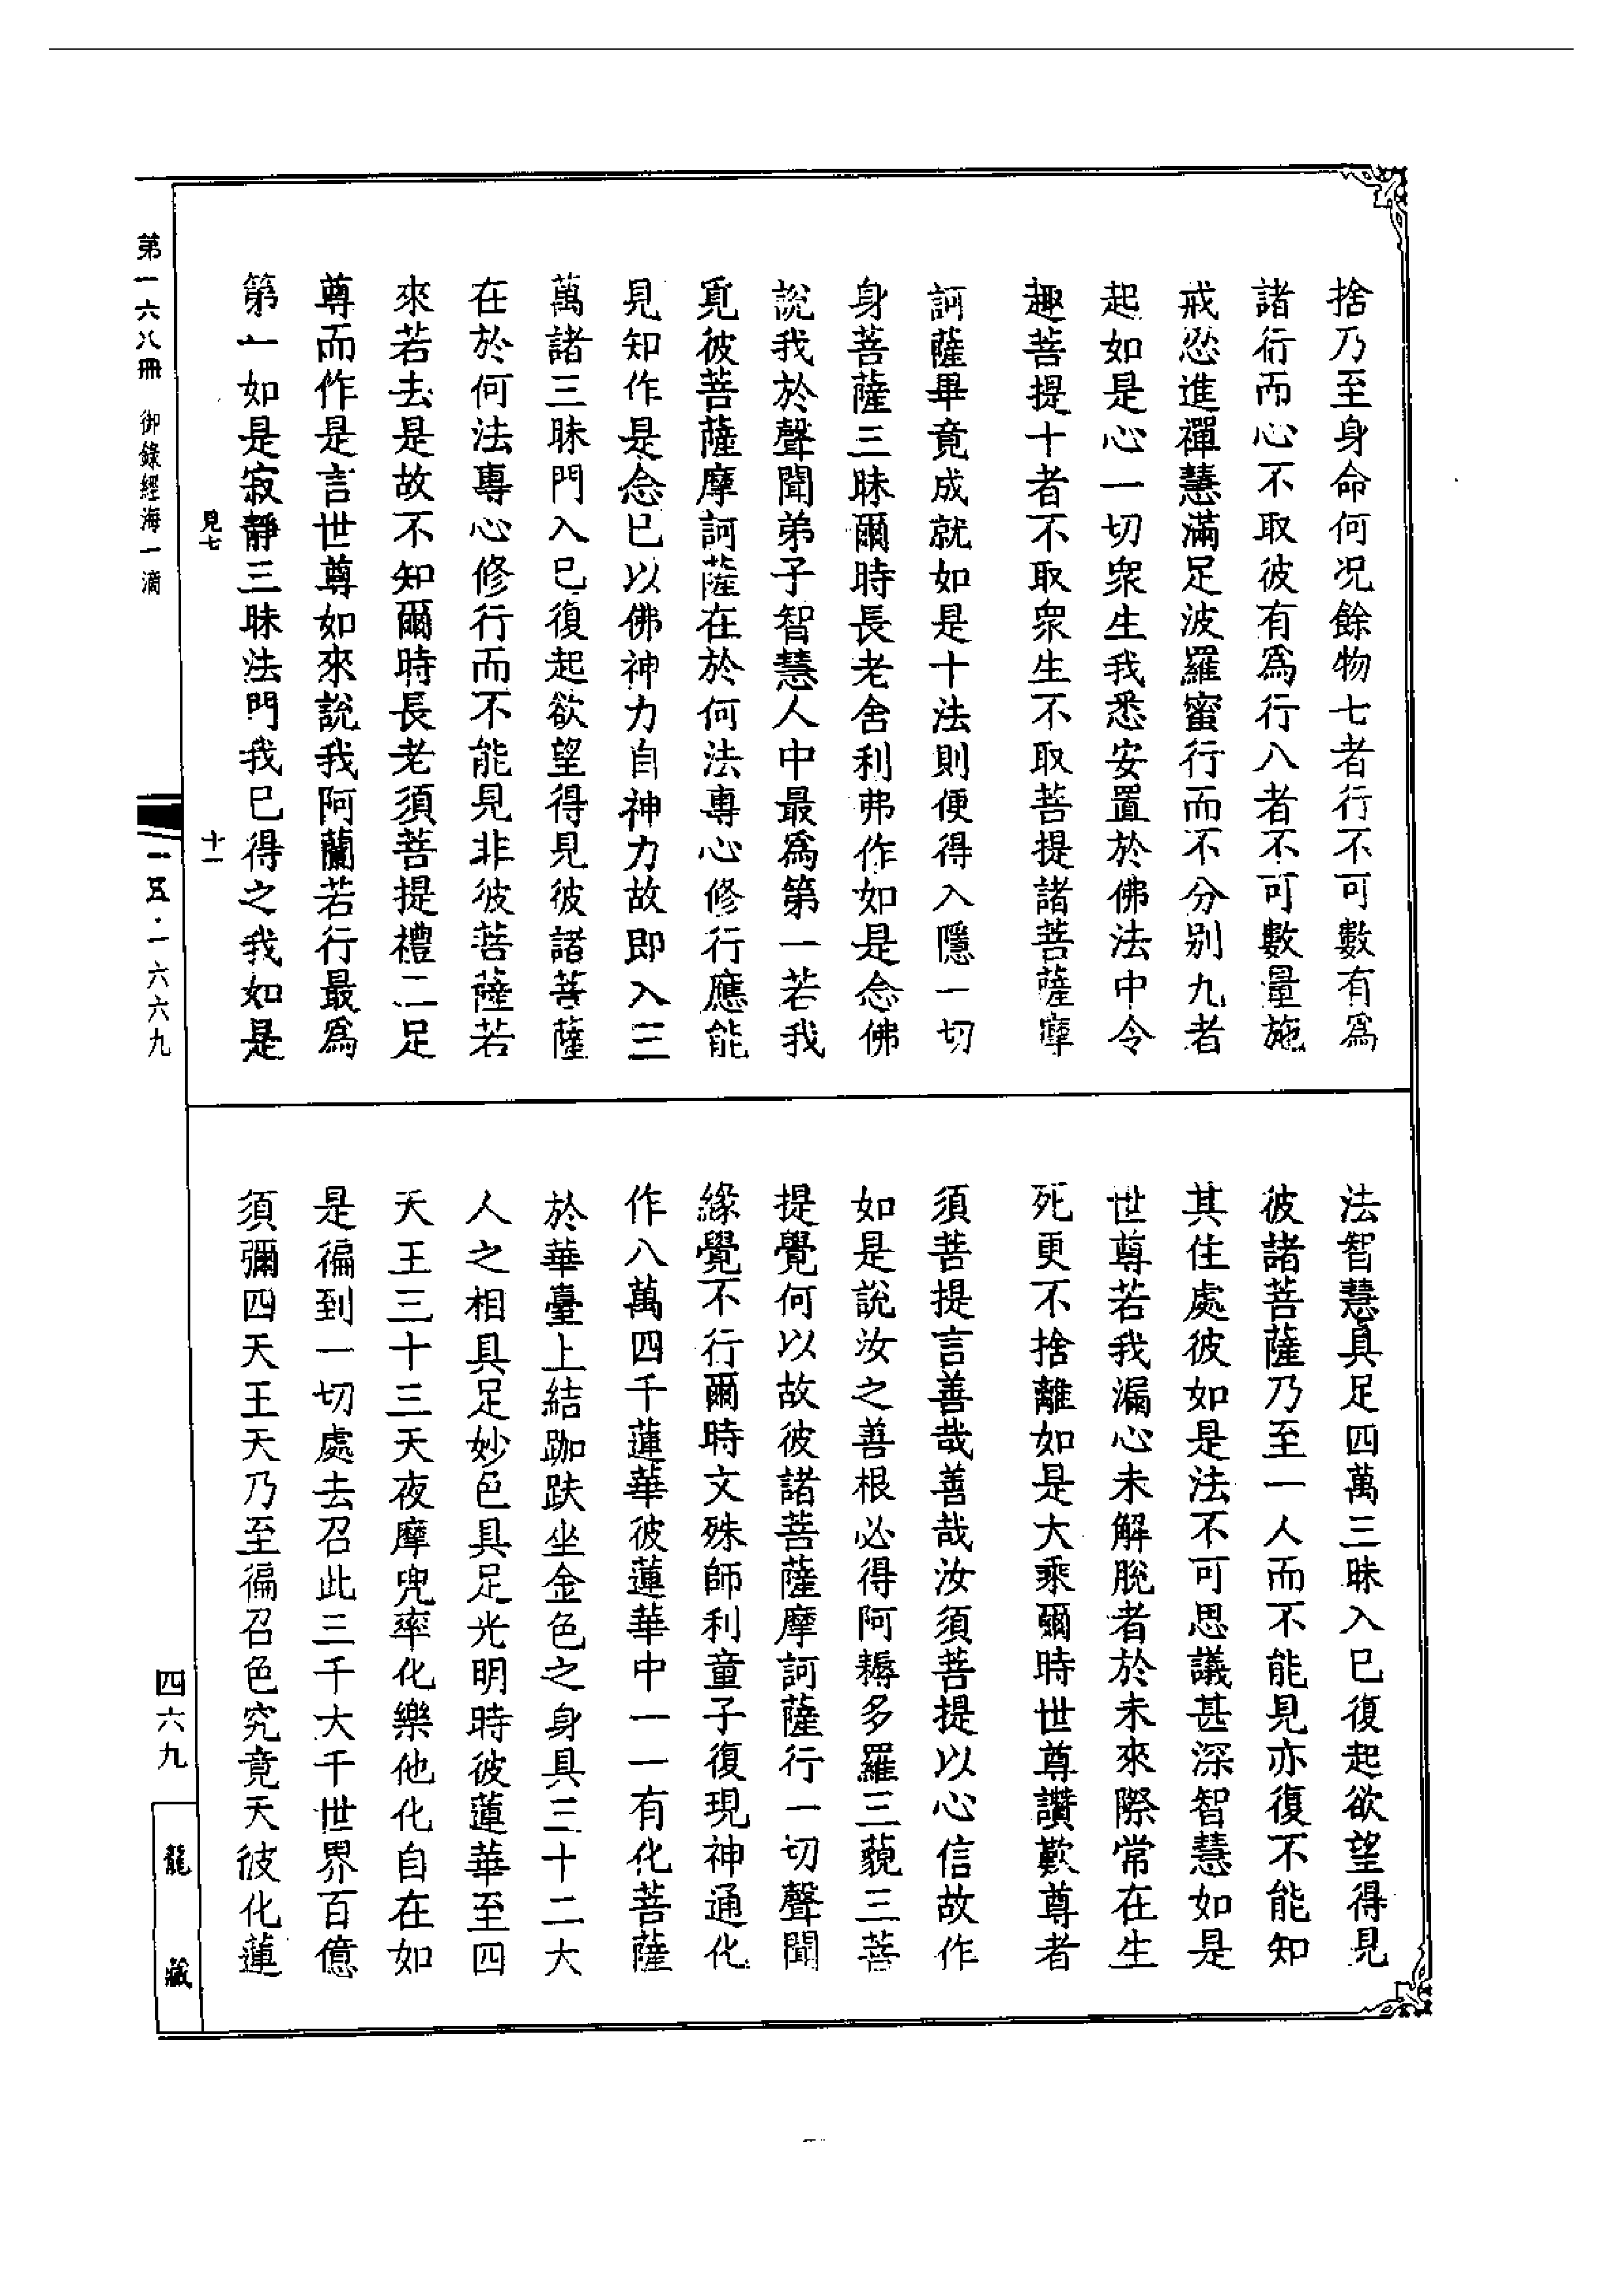 捨乃至身命何況餘物七者行不可數有爲
諸行而心不取彼有爲行八者不可數量施
戒忍進禪慧滿足波羅蜜行而不分別九者
起如是心一切衆生我悉安置於佛法中令
趣菩提十者不取衆生不取菩提諸菩薩摩
訶薩畢竟成就如是十法則便得入隱一切
身菩薩三昧爾時長老舍利弗作如是念佛
說我於聲聞弟子智慧人中最爲第一若我
覓彼菩薩摩訶薩在於何法專心修行應能
見知作是念已以佛神力自神力故即入三
萬諸三昧門入已復起欲望得見彼諸菩薩
在於何法專心修行而不能見非彼菩薩若
來若去是故不知爾時長老須菩提禮二足
尊而作是言世尊如來說我阿蘭若行最爲
第一如是寂靜三昧法門我已得之我如是
法智慧具足四萬三昧入已復起欲望得見
彼諸菩薩乃至一人而不能見亦復不能知
其住處彼如是法不可思議甚深智慧如是
世尊若我漏心未解脫者於未來際常在生
死更不捨離如是大乘爾時世尊讚歎尊者
須菩提言善哉善哉汝須菩提以心信故作
如是說汝之善根必得阿耨多羅三藐三菩
提覺何以故彼諸菩薩摩訶薩行一切聲聞
緣覺不行爾時文殊師利童子復現神通化
作八萬四千蓮華彼蓮華中一一有化菩薩
於華臺上結跏趺坐金色之身具三十二大
人之相具足妙色具足光明時彼蓮華至四
天王三十三天夜摩兜率化樂他化自在如
是徧到一切處去召此三千大千世界百億
須彌四天王天乃至徧召色究竟天彼化蓮
見七
十一
第一六八冊 御錄經海一滴
一五·一六六九
四六九
龍藏